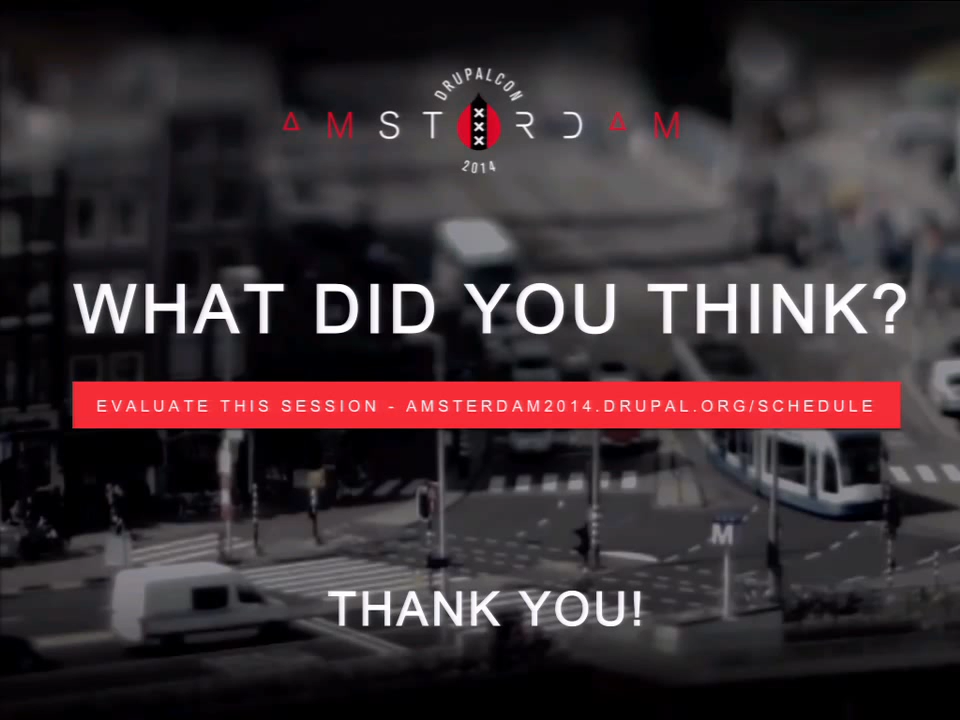 DRUPALCON
AMSTERDAM
2014
WHAT DID YOU THINK?
EVALUATE THIS SESSION - AMSTERDAM2014.DRUPAL.ORG/SCHEDULE
M
THANK YOU!